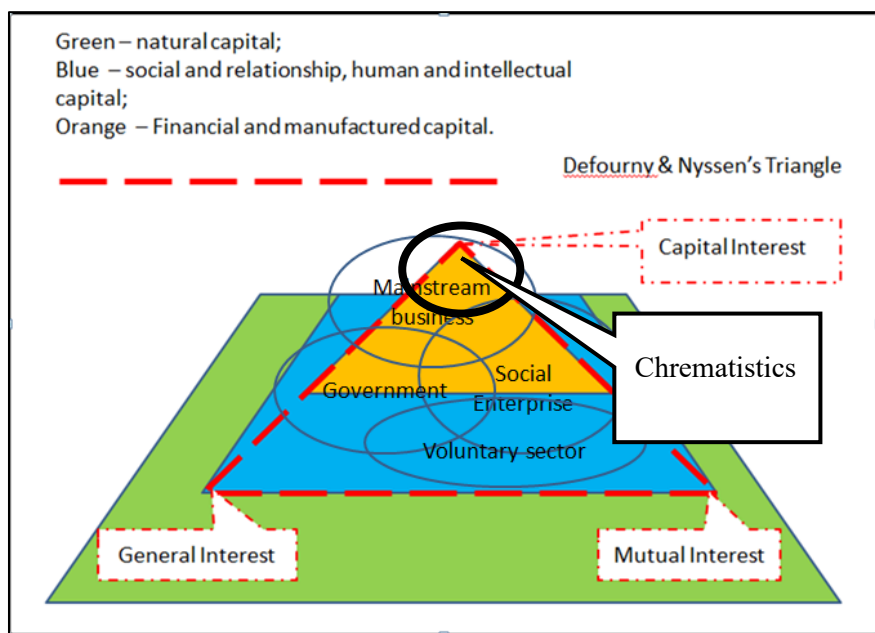 Green – natural capital;
Blue – social and relationship, human and intellectual
capital;
Orange – Financial and manufactured capital.
Defourny & Nyssen's Triangle
Capital Interest
Mainstream
business
Chrematistics
Social
Government
Enterprise
Voluntary sector
General Interest
Mutual Interest